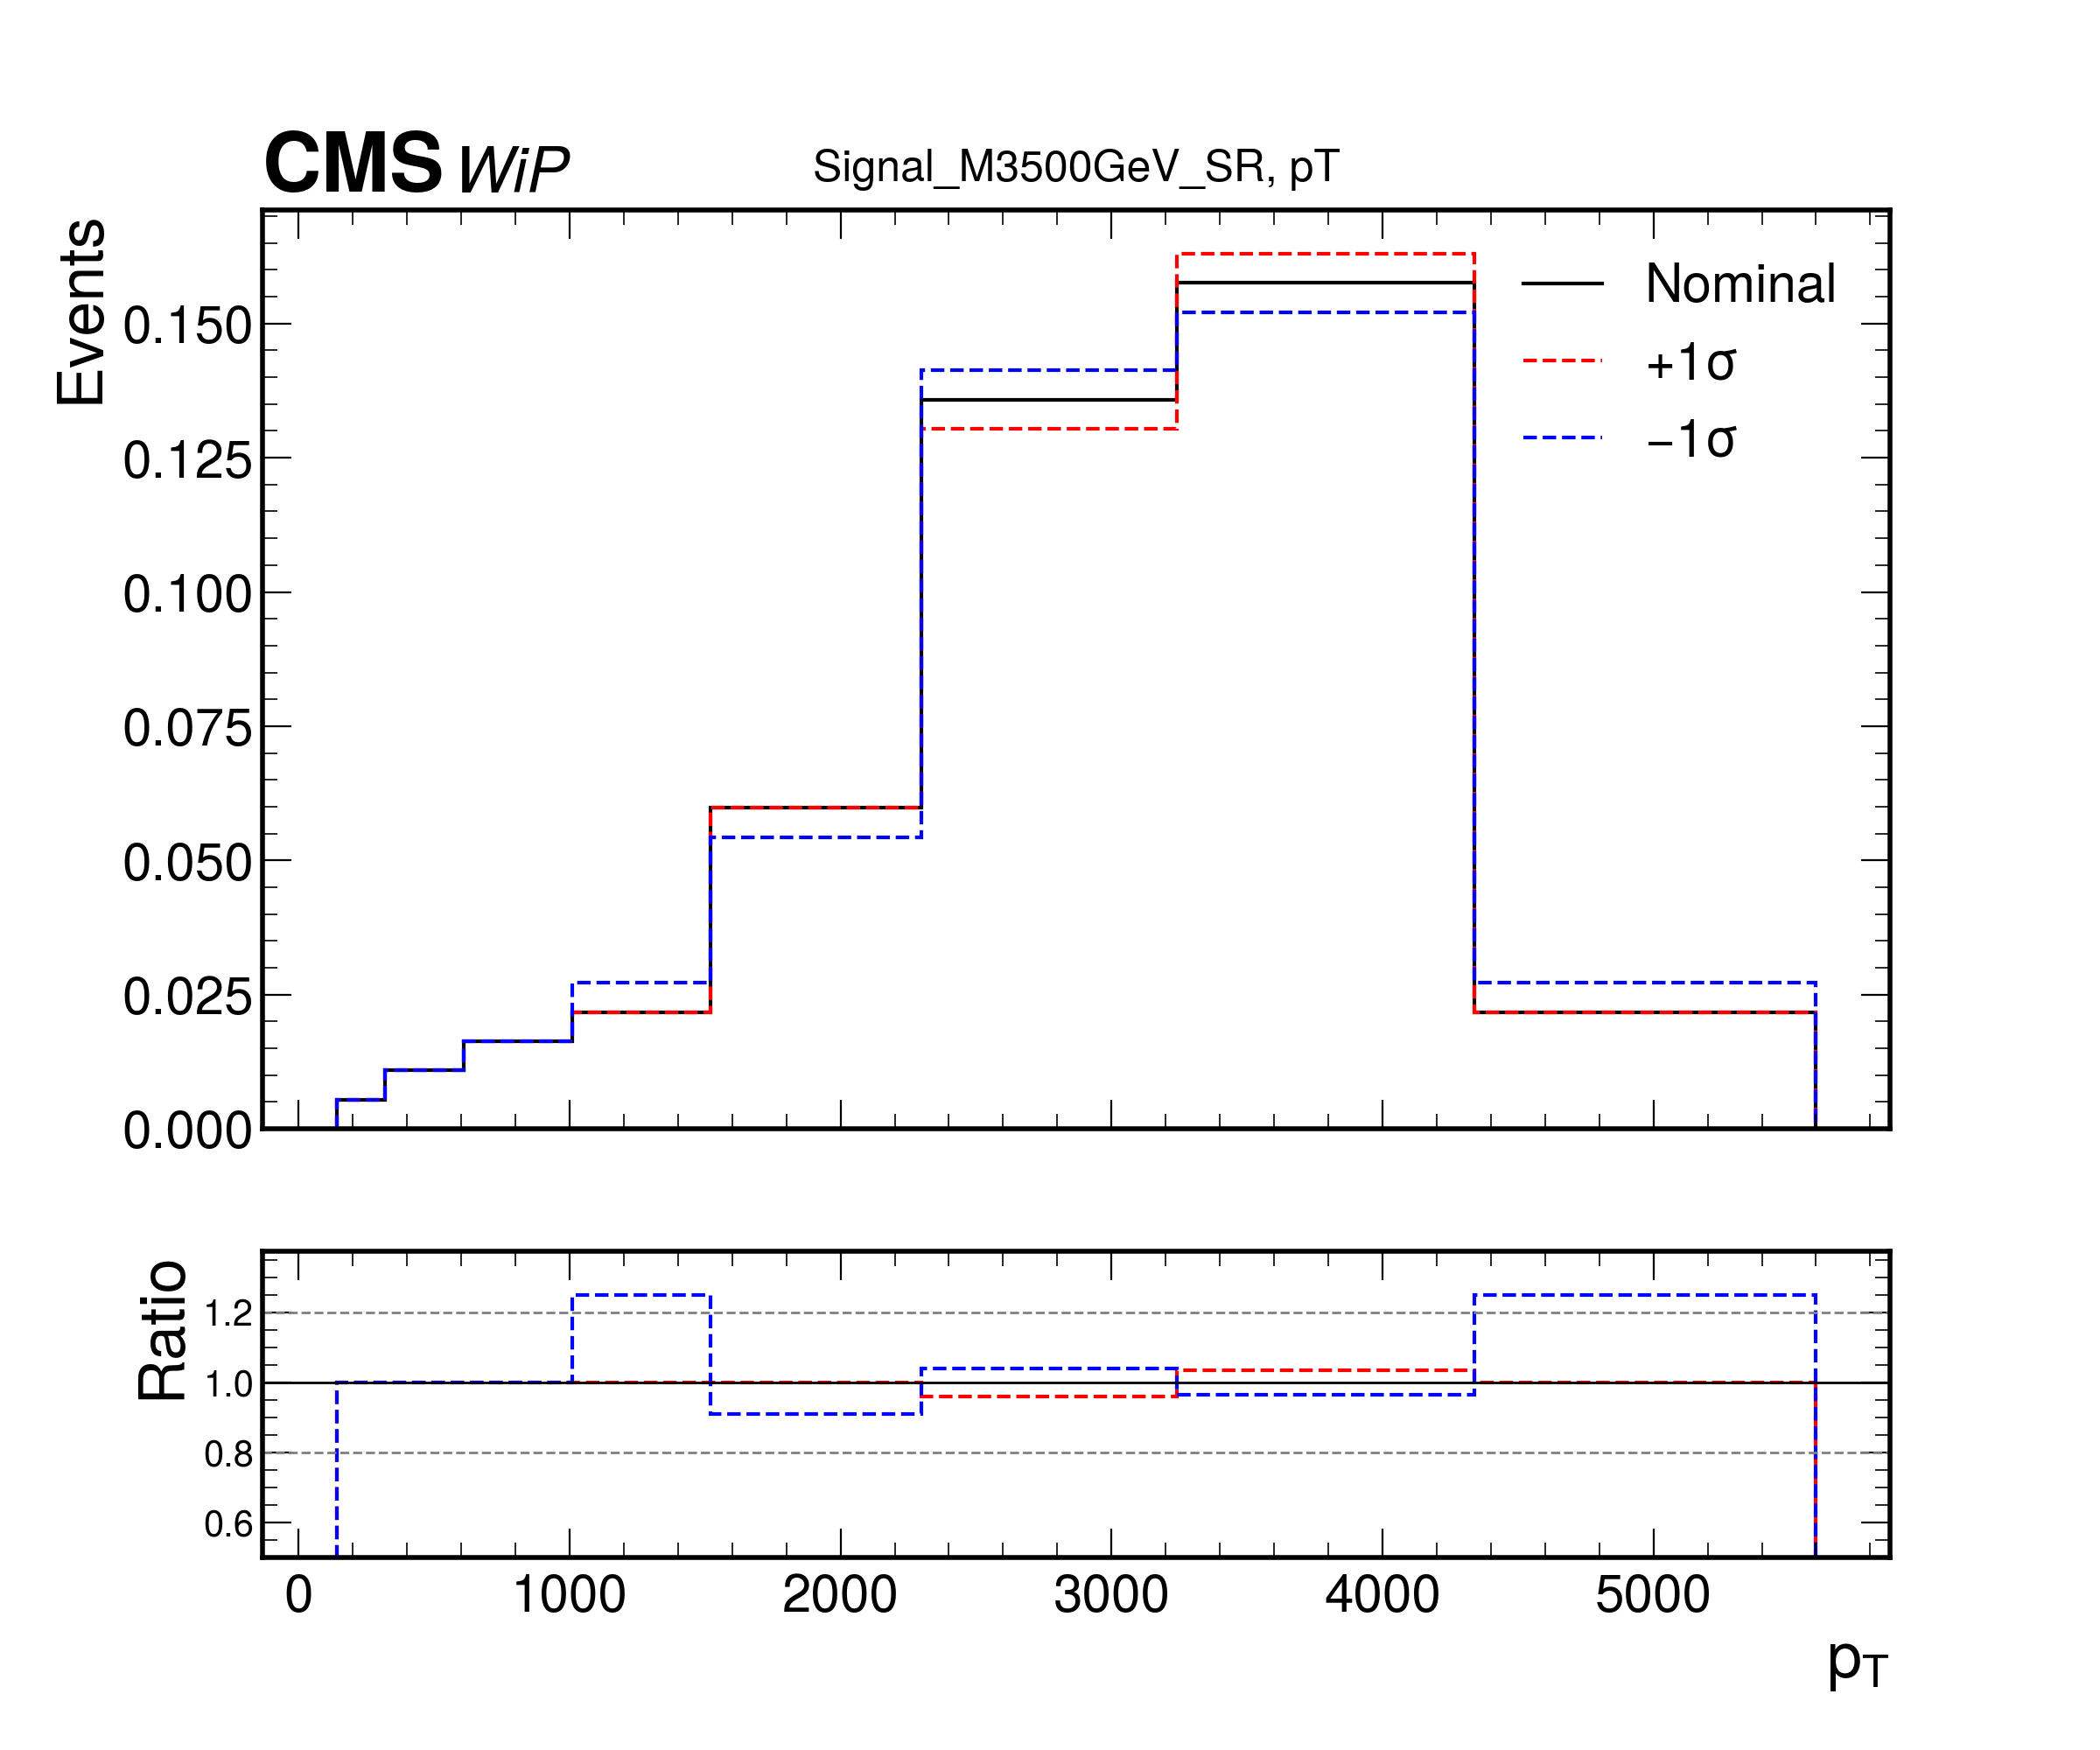 CMS WiP Signal_M3500GeV_SR, pT
Events
0.150
0.125
0.100
0.075
0.050
0.025
0.000
Nominal
+1σ
−1σ
Ratio
1.2
1.0
0.8
0.6
0 1000 2000 3000 4000 5000
pT